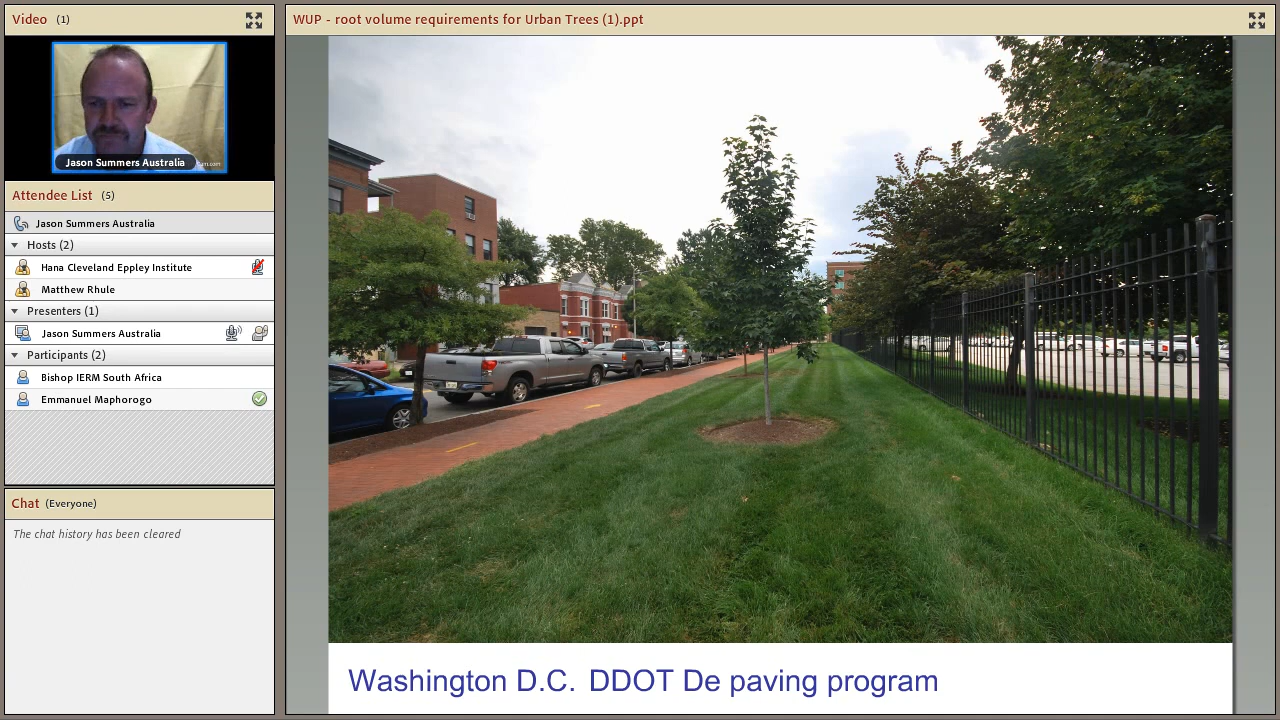 Video (1)
Jason Summers Australia
Attendee List (5)
Jason Summers Australia
Hosts (2)
Hana Cleveland Eppley Institute
Matthew Rhule
Presenters (1)
Jason Summers Australia
Participants (2)
Bishop IERM South Africa
Emmanuel Maphorogo
Chat (Everyone)
The chat history has been cleared
WUP - root volume requirements for Urban Trees (1).ppt
Washington D.C. DDOT De paving program